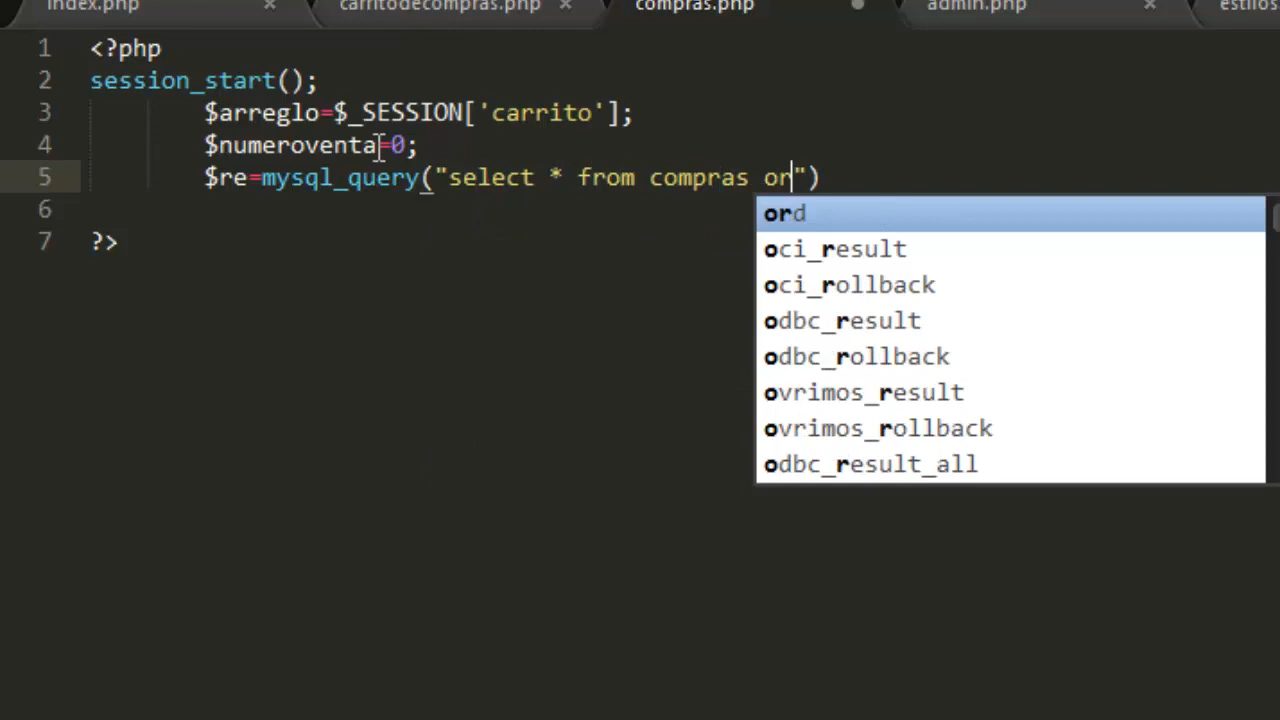 index.php × carritodecompras.php × compras.php admin.php × estilos
1 <?php
2 session_start();
3 $arreglo=$_SESSION['carrito'];
4 $numeroventa=0;
5 $re=mysql_query("select * from compras or")
6
7 ?>
ord
oci_result
oci_rollback
odbc_result
odbc_rollback
ovrimos_result
ovrimos_rollback
odbc_result_all